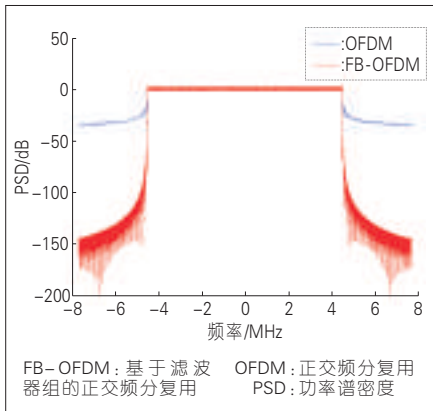 :OFDM
:FB-OFDM
50
0
−50
−100
−150
−200
PSD/dB
−8 −6 −4 −2 0 2 4 6 8
频率/MHz
FB-OFDM：基于滤波 OFDM：正交频分复用
器组的正交频分复用 PSD：功率谱密度